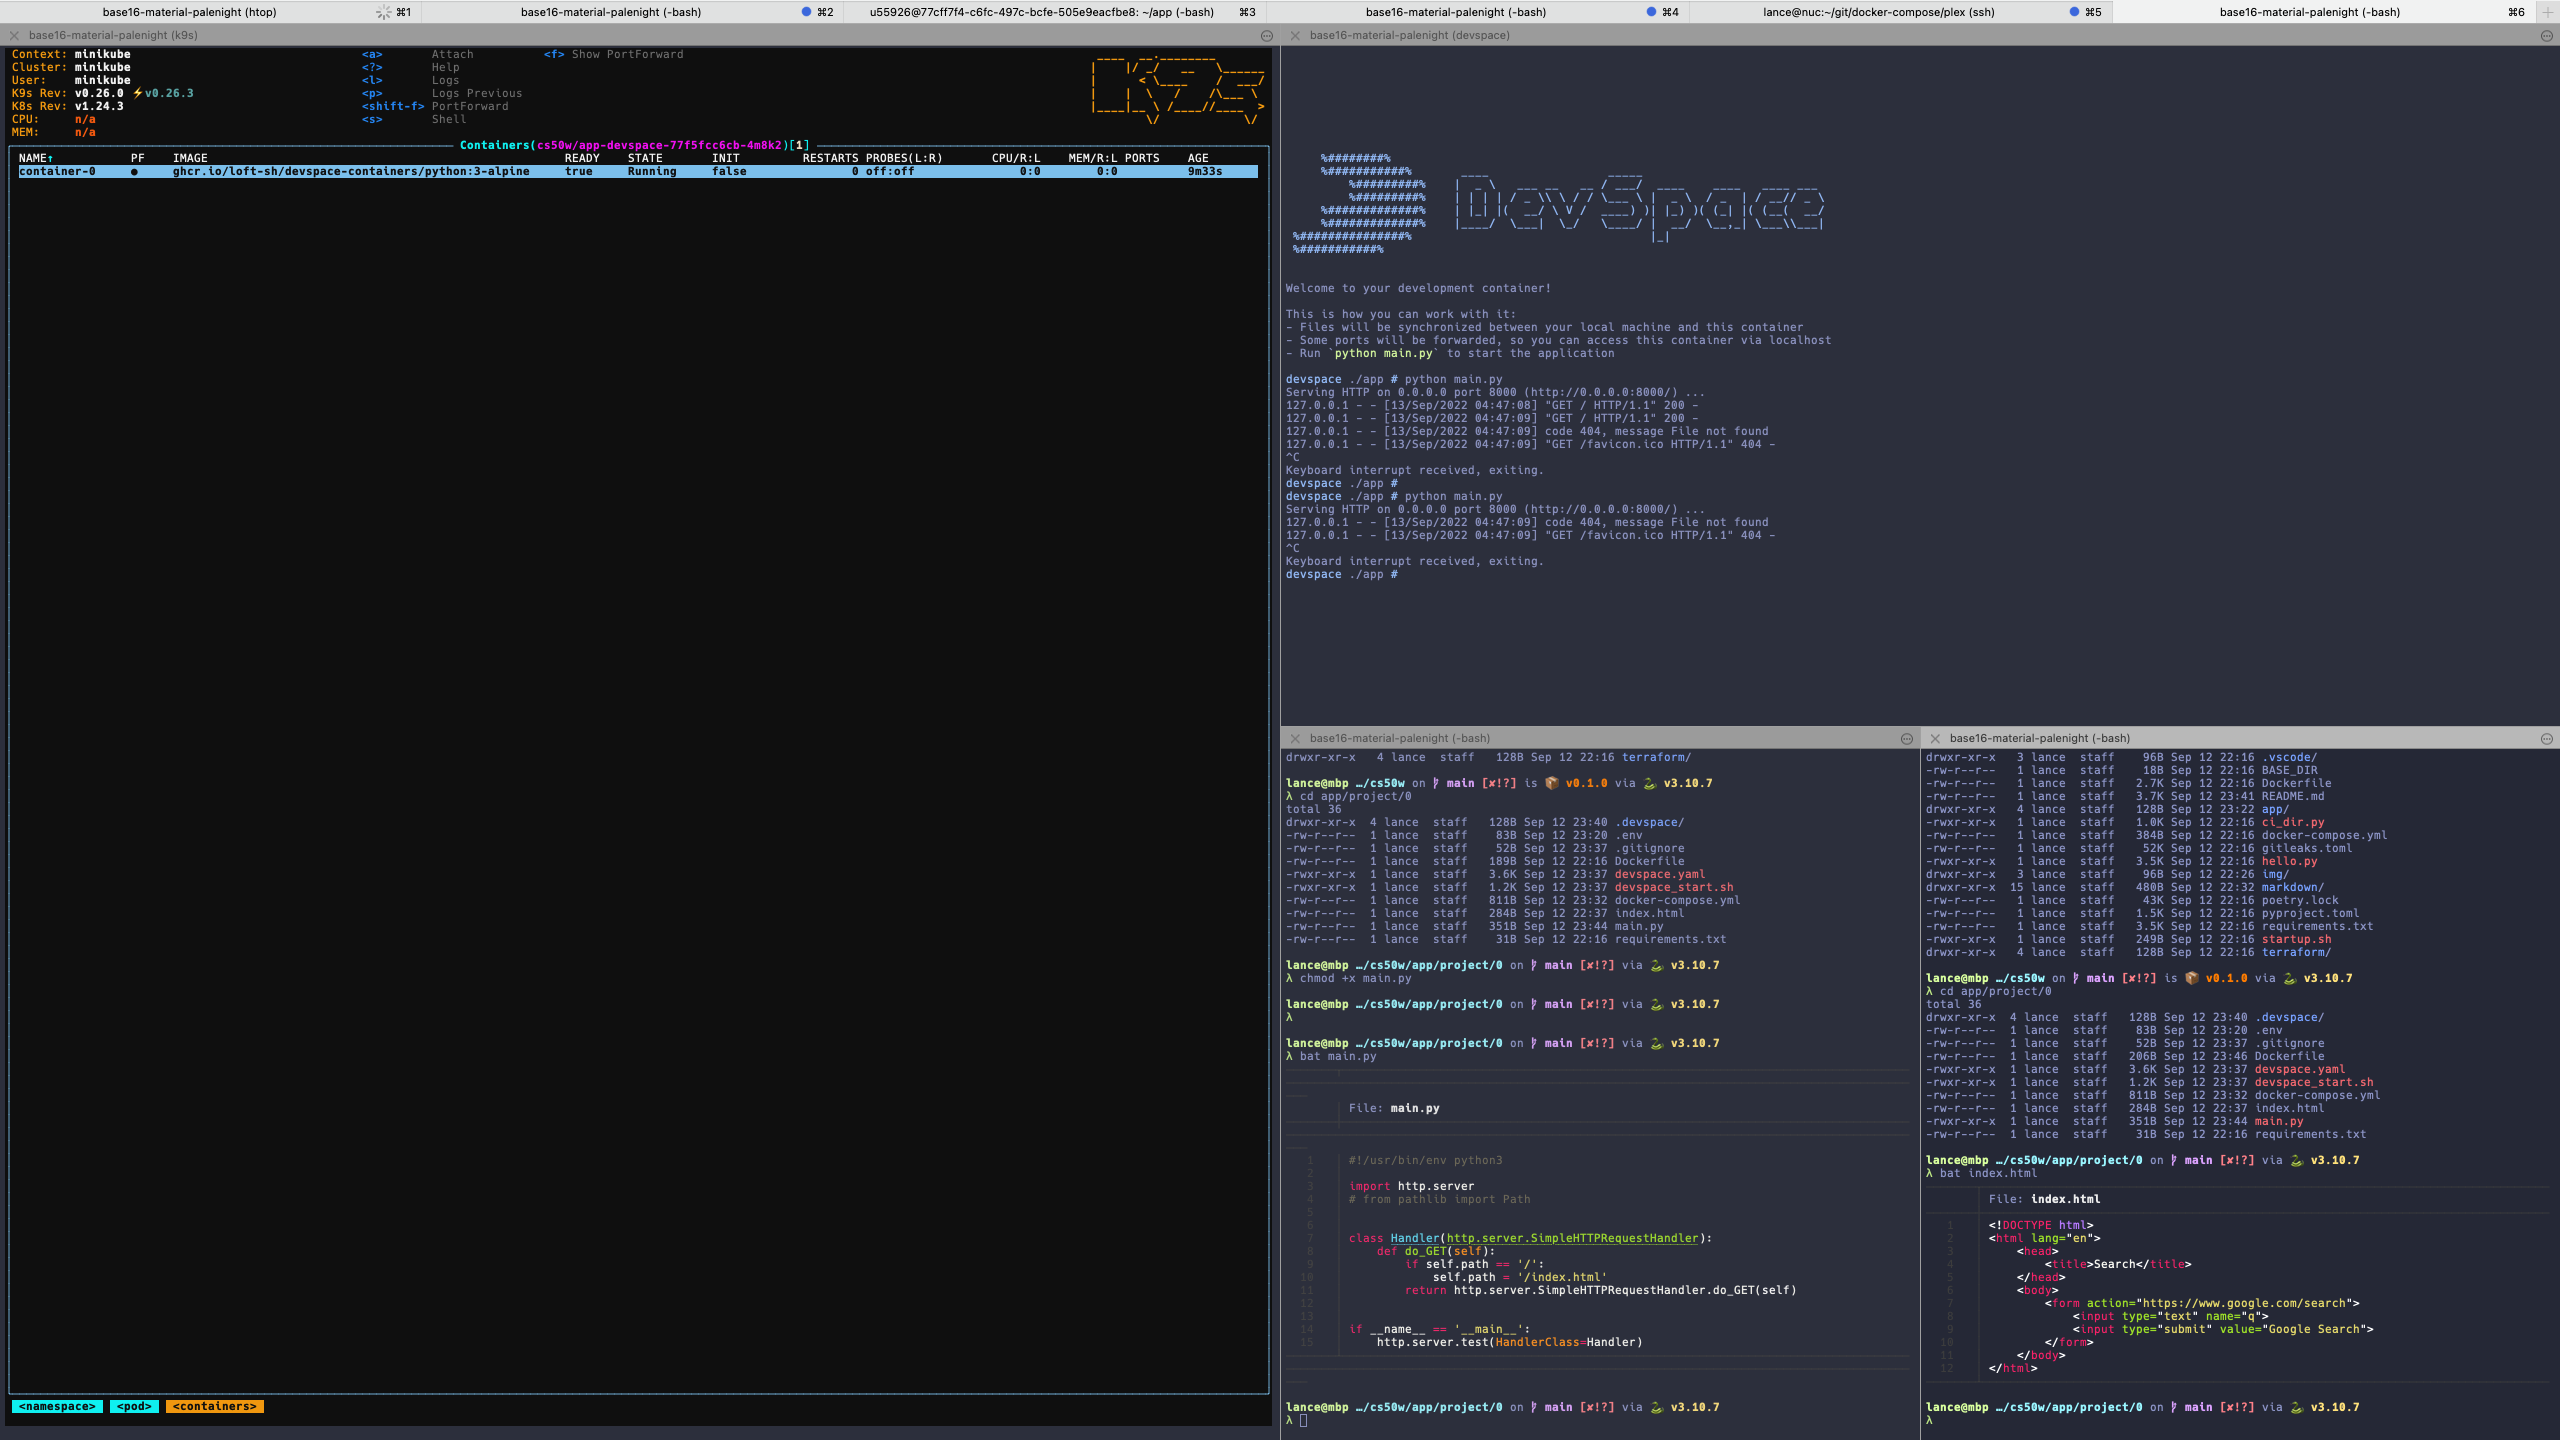 base16-material-palenight (htop) ⌘1 base16-material-palenight (-bash) ⌘2 u55926@77cff7f4-c6fc-497c-bcfe-505e9eacfbe8: ~/app (-bash) ⌘3 base16-material-palenight (-bash) ⌘4 lance@nuc:~/git/docker-compose/plex (ssh) ⌘5 base16-material-palenight (-bash) ⌘6
base16-material-palenight (k9s)
Context: minikube <a> Attach <f> Show PortForward
Cluster: minikube <?> Help
User: minikube <l> Logs
K9s Rev: v0.26.0 ⚡v0.26.3 <p> Logs Previous
K8s Rev: v1.24.3 <shift-f> PortForward
CPU: n/a <s> Shell
MEM: n/a
K9s
Containers(cs50w/app-devspace-77f5fcc6cb-4m8k2)[1]
NAME↑ PF IMAGE READY STATE INIT RESTARTS PROBES(L:R) CPU/R:L MEM/R:L PORTS AGE
container-0 ● ghcr.io/loft-sh/devspace-containers/python:3-alpine true Running false 0 off:off 0:0 0:0 9m33s
<namespace> <pod> <containers>
base16-material-palenight (devspace)
%########%
%###########%
%#########%
%#########%
%#############%
%#############%
%###############%
%###########%
DevSpace
Welcome to your development container!
This is how you can work with it:
- Files will be synchronized between your local machine and this container
- Some ports will be forwarded, so you can access this container via localhost
- Run `python main.py` to start the application
devspace ./app # python main.py
Serving HTTP on 0.0.0.0 port 8000 (http://0.0.0.0:8000/) ...
127.0.0.1 - - [13/Sep/2022 04:47:08] "GET / HTTP/1.1" 200 -
127.0.0.1 - - [13/Sep/2022 04:47:09] "GET / HTTP/1.1" 200 -
127.0.0.1 - - [13/Sep/2022 04:47:09] code 404, message File not found
127.0.0.1 - - [13/Sep/2022 04:47:09] "GET /favicon.ico HTTP/1.1" 404 -
^C
Keyboard interrupt received, exiting.
devspace ./app #
devspace ./app # python main.py
Serving HTTP on 0.0.0.0 port 8000 (http://0.0.0.0:8000/) ...
127.0.0.1 - - [13/Sep/2022 04:47:09] code 404, message File not found
127.0.0.1 - - [13/Sep/2022 04:47:09] "GET /favicon.ico HTTP/1.1" 404 -
^C
Keyboard interrupt received, exiting.
devspace ./app #
base16-material-palenight (-bash)
drwxr-xr-x 4 lance staff 128B Sep 12 22:16 terraform/
lance@mbp …/cs50w on main [✘!?] is 📦 v0.1.0 via 🐍 v3.10.7
λ cd app/project/0
total 36
drwxr-xr-x 4 lance staff 128B Sep 12 23:40 .devspace/
-rw-r--r-- 1 lance staff 83B Sep 12 23:20 .env
-rw-r--r-- 1 lance staff 52B Sep 12 23:37 .gitignore
-rw-r--r-- 1 lance staff 189B Sep 12 22:16 Dockerfile
-rwxr-xr-x 1 lance staff 3.6K Sep 12 23:37 devspace.yaml
-rwxr-xr-x 1 lance staff 1.2K Sep 12 23:37 devspace_start.sh
-rw-r--r-- 1 lance staff 811B Sep 12 23:32 docker-compose.yml
-rw-r--r-- 1 lance staff 284B Sep 12 22:37 index.html
-rw-r--r-- 1 lance staff 351B Sep 12 23:44 main.py
-rw-r--r-- 1 lance staff 31B Sep 12 22:16 requirements.txt
lance@mbp …/cs50w/app/project/0 on main [✘!?] via 🐍 v3.10.7
λ chmod +x main.py
lance@mbp …/cs50w/app/project/0 on main [✘!?] via 🐍 v3.10.7
λ
lance@mbp …/cs50w/app/project/0 on main [✘!?] via 🐍 v3.10.7
λ bat main.py
File: main.py
1 #!/usr/bin/env python3
2
3 import http.server
4 # from pathlib import Path
5
6
7 class Handler(http.server.SimpleHTTPRequestHandler):
8 def do_GET(self):
9 if self.path == '/':
10 self.path = '/index.html'
11 return http.server.SimpleHTTPRequestHandler.do_GET(self)
12
13
14 if __name__ == '__main__':
15 http.server.test(HandlerClass=Handler)
lance@mbp …/cs50w/app/project/0 on main [✘!?] via 🐍 v3.10.7
λ
base16-material-palenight (-bash)
drwxr-xr-x 3 lance staff 96B Sep 12 22:16 .vscode/
-rw-r--r-- 1 lance staff 18B Sep 12 22:16 BASE_DIR
-rw-r--r-- 1 lance staff 2.7K Sep 12 22:16 Dockerfile
-rw-r--r-- 1 lance staff 3.7K Sep 12 23:41 README.md
drwxr-xr-x 4 lance staff 128B Sep 12 23:22 app/
-rwxr-xr-x 1 lance staff 1.0K Sep 12 22:16 ci_dir.py
-rw-r--r-- 1 lance staff 384B Sep 12 22:16 docker-compose.yml
-rw-r--r-- 1 lance staff 52K Sep 12 22:16 gitleaks.toml
-rwxr-xr-x 1 lance staff 3.5K Sep 12 22:16 hello.py
drwxr-xr-x 3 lance staff 96B Sep 12 22:26 img/
drwxr-xr-x 15 lance staff 480B Sep 12 22:32 markdown/
-rw-r--r-- 1 lance staff 43K Sep 12 22:16 poetry.lock
-rw-r--r-- 1 lance staff 1.5K Sep 12 22:16 pyproject.toml
-rw-r--r-- 1 lance staff 3.5K Sep 12 22:16 requirements.txt
-rwxr-xr-x 1 lance staff 249B Sep 12 22:16 startup.sh
drwxr-xr-x 4 lance staff 128B Sep 12 22:16 terraform/
lance@mbp …/cs50w on main [✘!?] is 📦 v0.1.0 via 🐍 v3.10.7
λ cd app/project/0
total 36
drwxr-xr-x 4 lance staff 128B Sep 12 23:40 .devspace/
-rw-r--r-- 1 lance staff 83B Sep 12 23:20 .env
-rw-r--r-- 1 lance staff 52B Sep 12 23:37 .gitignore
-rw-r--r-- 1 lance staff 206B Sep 12 23:46 Dockerfile
-rwxr-xr-x 1 lance staff 3.6K Sep 12 23:37 devspace.yaml
-rwxr-xr-x 1 lance staff 1.2K Sep 12 23:37 devspace_start.sh
-rw-r--r-- 1 lance staff 811B Sep 12 23:32 docker-compose.yml
-rw-r--r-- 1 lance staff 284B Sep 12 22:37 index.html
-rwxr-xr-x 1 lance staff 351B Sep 12 23:44 main.py
-rw-r--r-- 1 lance staff 31B Sep 12 22:16 requirements.txt
lance@mbp …/cs50w/app/project/0 on main [✘!?] via 🐍 v3.10.7
λ bat index.html
File: index.html
1 <!DOCTYPE html>
2 <html lang="en">
3 <head>
4 <title>Search</title>
5 </head>
6 <body>
7 <form action="https://www.google.com/search">
8 <input type="text" name="q">
9 <input type="submit" value="Google Search">
10 </form>
11 </body>
12 </html>
lance@mbp …/cs50w/app/project/0 on main [✘!?] via 🐍 v3.10.7
λ